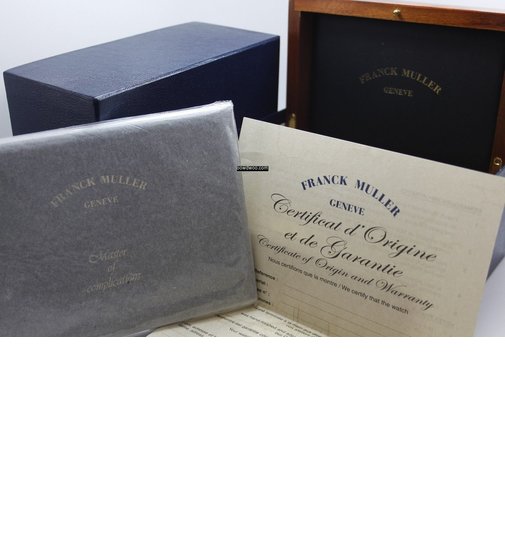 FRANCK MULLER
GENEVE
FRANCK MULLER
GENEVE
Master
of
complications
FRANCK MULLER
GENEVE
Certificat d'Origine
et de Garantie
Certificate of Origin and Warranty
Nous certifions que la montre / We certify that the watch